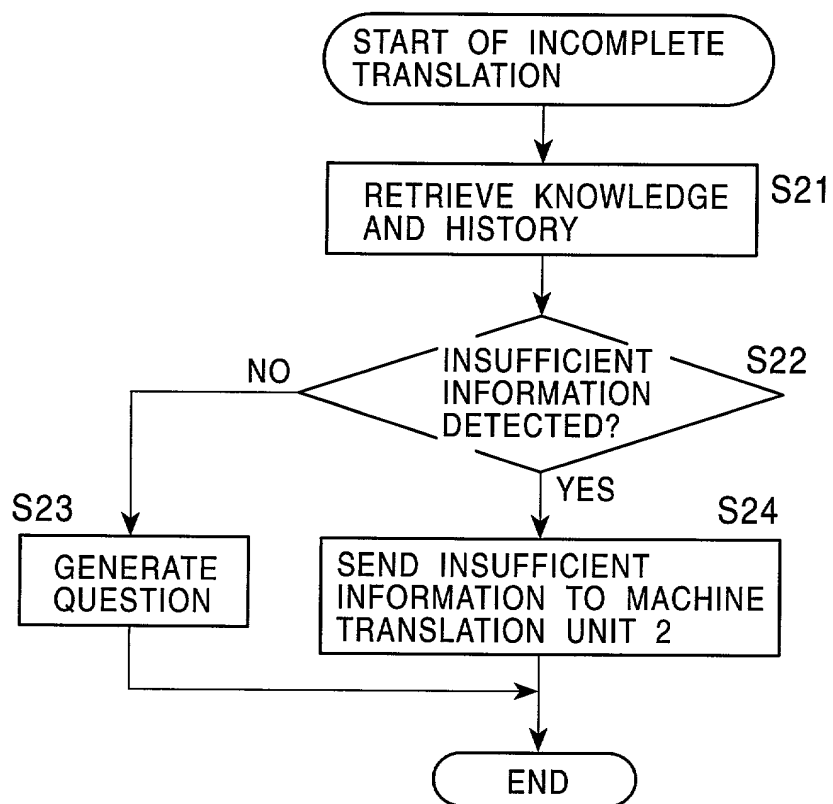 START OF INCOMPLETE
TRANSLATION
RETRIEVE KNOWLEDGE
AND HISTORY
S21
INSUFFICIENT
INFORMATION
DETECTED?
S22
NO
YES
S23
GENERATE
QUESTION
S24
SEND INSUFFICIENT
INFORMATION TO MACHINE
TRANSLATION UNIT 2
END